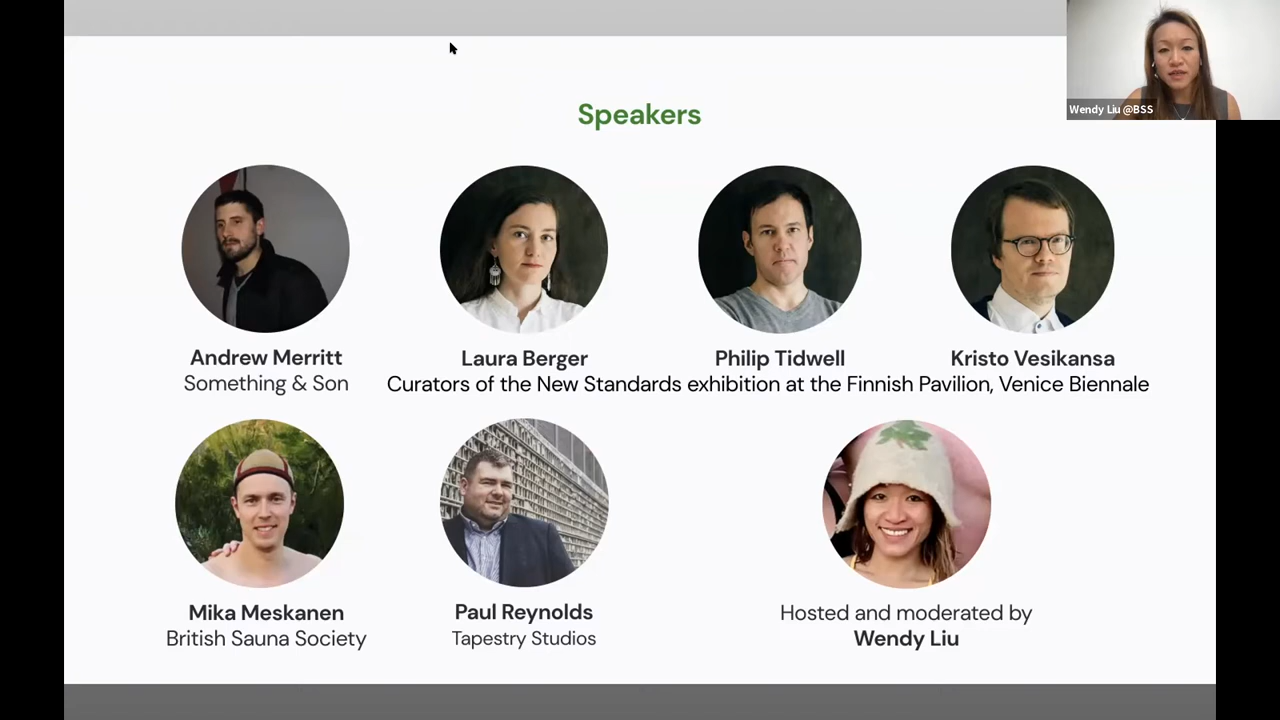 Wendy Liu @BSS
Speakers
Andrew Merritt
Something & Son
Laura Berger
Philip Tidwell
Kristo Vesikansa
Curators of the New Standards exhibition at the Finnish Pavilion, Venice Biennale
Mika Meskanen
British Sauna Society
Paul Reynolds
Tapestry Studios
Hosted and moderated by
Wendy Liu